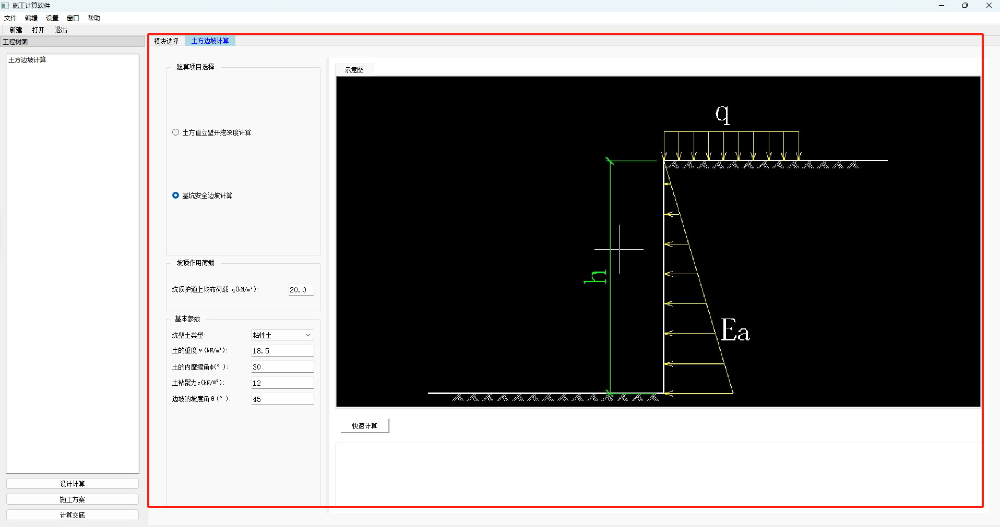 施工计算软件
文件 编辑 设置 窗口 帮助
新建 打开 退出
工程树图
土方边坡计算
设计计算
施工方案
计算交底
模块选择 土方边坡计算
验算项目选择
土方直立壁开挖深度计算
基坑安全边坡计算
坡顶作用荷载
坑顶护道上均布荷载 q(kN/m²): 20.0
基本参数
坑壁土类型: 粘性土
土的重度γ(kN/m³): 18.5
土的内摩擦角ϕ(°): 30
土粘聚力c(kN/m²): 12
边坡的坡度角θ(°): 45
示意图
q
h
Ea
快速计算